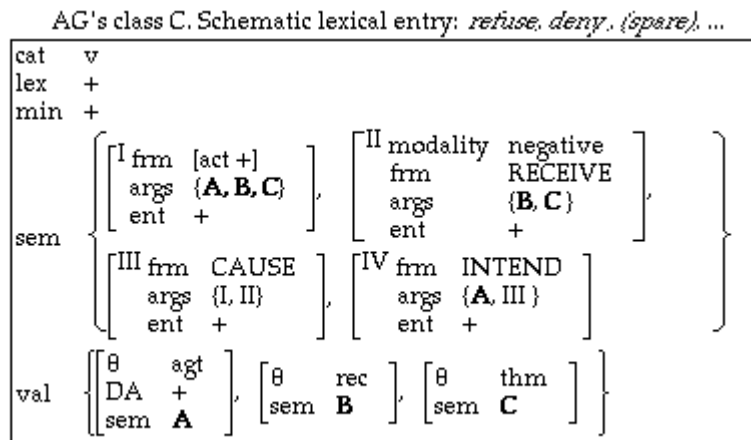 AG's class C. Schematic lexical entry: refuse, deny, (spare), ...
cat v
lex +
min +
sem
I frm [act +]
args {A, B, C}
ent +
,
II modality negative
frm RECEIVE
args {B, C}
ent +
,
III frm CAUSE
args {I, II}
ent +
,
IV frm INTEND
args {A, III}
ent +
val
θ agt
DA +
sem A
,
θ rec
sem B
,
θ thm
sem C